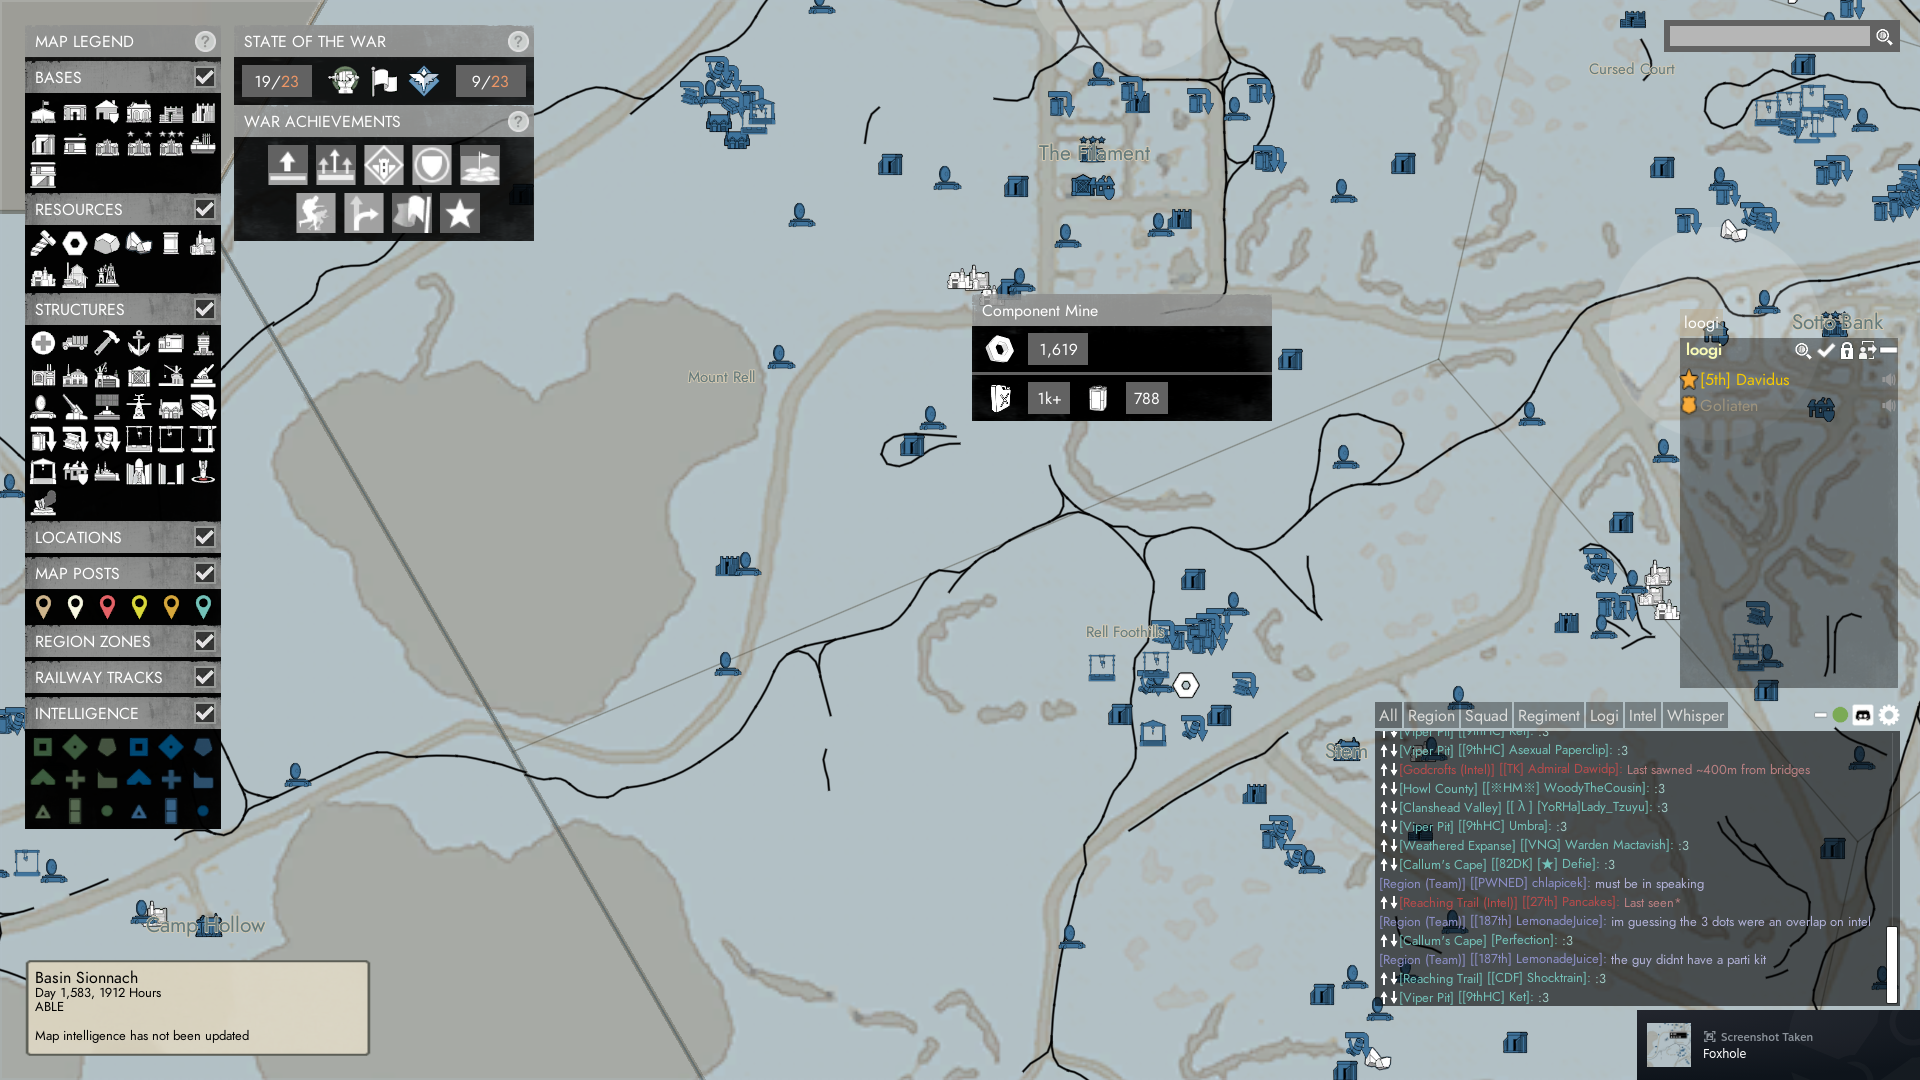 MAP LEGEND
?
BASES
RESOURCES
STRUCTURES
LOCATIONS
MAP POSTS
REGION ZONES
RAILWAY TRACKS
INTELLIGENCE
STATE OF THE WAR
?
19/23
9/23
WAR ACHIEVEMENTS
?
Cursed Court
The Filament
Mount Rell
Component Mine
1,619
1k+
788
Sotto Bank
loogi
loogi
[5th] Davidus
Goliaten
Rell Foothills
Stem
Camp Hollow
All
Region
Squad
Regiment
Logi
Intel
Whisper
[Viper Pit] [[9thHC] Ket]: :3
[Viper Pit] [[9thHC] Asexual Paperclip]: :3
[Godcrofts (Intel)] [[TK] Admiral Dawidp]: Last sawned ~400m from bridges
[Howl County] [[※HM※] WoodyTheCousin]: :3
[Clanshead Valley] [[ λ ] [YoRHa]Lady_Tzuyu]: :3
[Viper Pit] [[9thHC] Umbra]: :3
[Weathered Expanse] [[VNQ] Warden Mactavish]: :3
[Callum's Cape] [[82DK] [★] Defie]: :3
[Region (Team)] [[PWNED] chlapicek]: must be in speaking
[Reaching Trail (Intel)] [[27th] Pancakes]: Last seen*
[Region (Team)] [[187th] LemonadeJuice]: im guessing the 3 dots were an overlap on intel
[Callum's Cape] [Perfection]: :3
[Region (Team)] [[187th] LemonadeJuice]: the guy didnt have a parti kit
[Reaching Trail] [[CDF] Shocktrain]: :3
[Viper Pit] [[9thHC] Ket]: :3
Basin Sionnach
Day 1,583, 1912 Hours
ABLE
Map intelligence has not been updated
Screenshot Taken
Foxhole